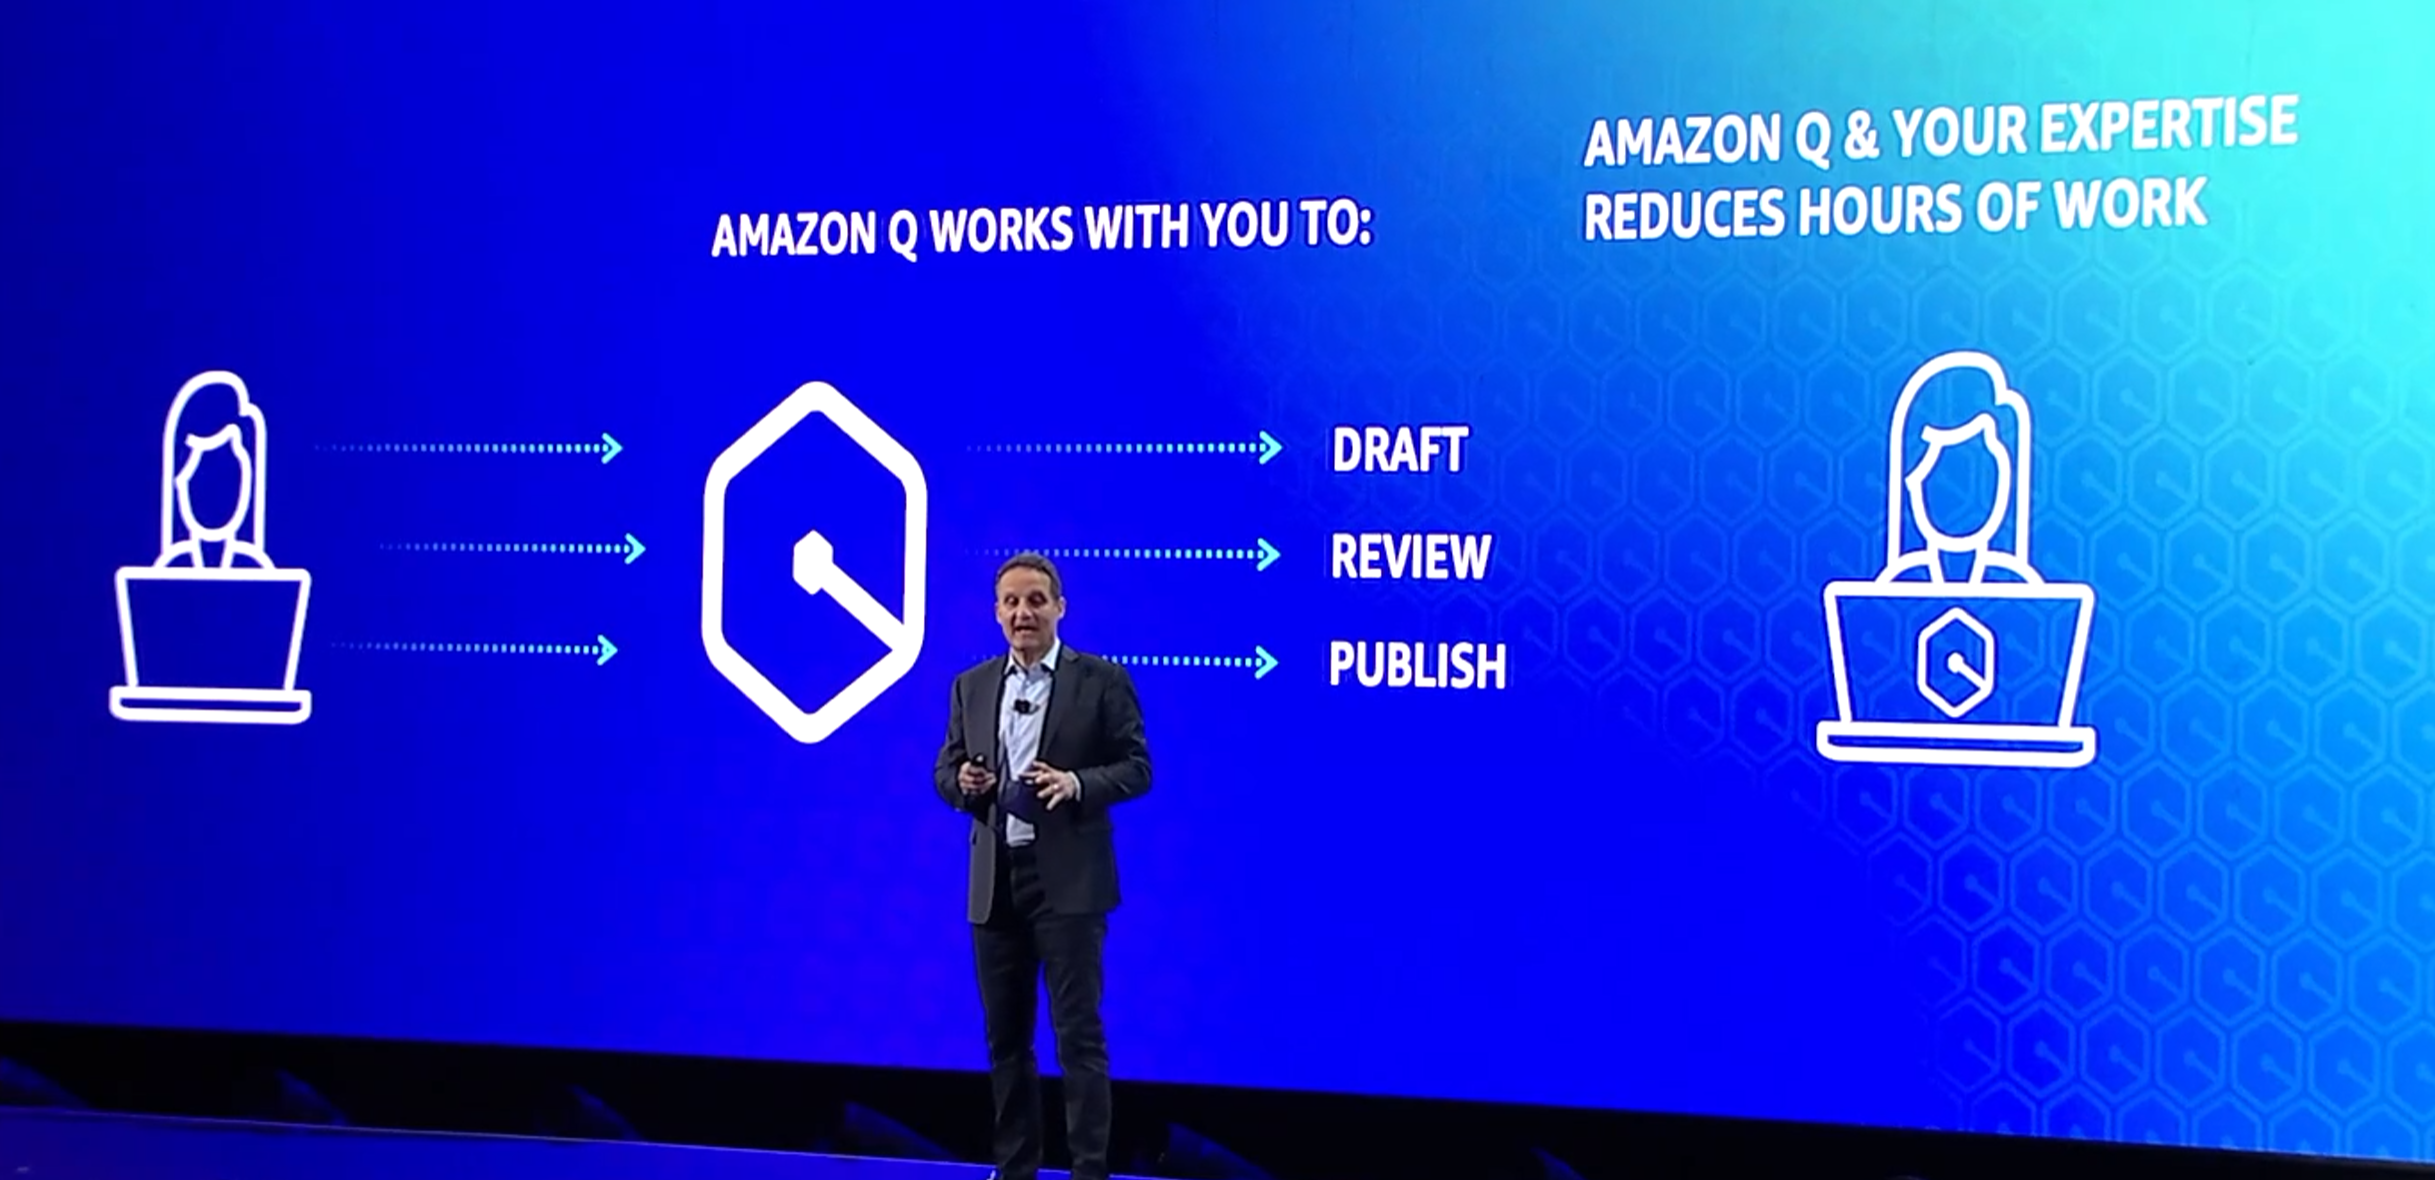 AMAZON Q WORKS WITH YOU TO:
DRAFT
REVIEW
PUBLISH
AMAZON Q & YOUR EXPERTISE
REDUCES HOURS OF WORK